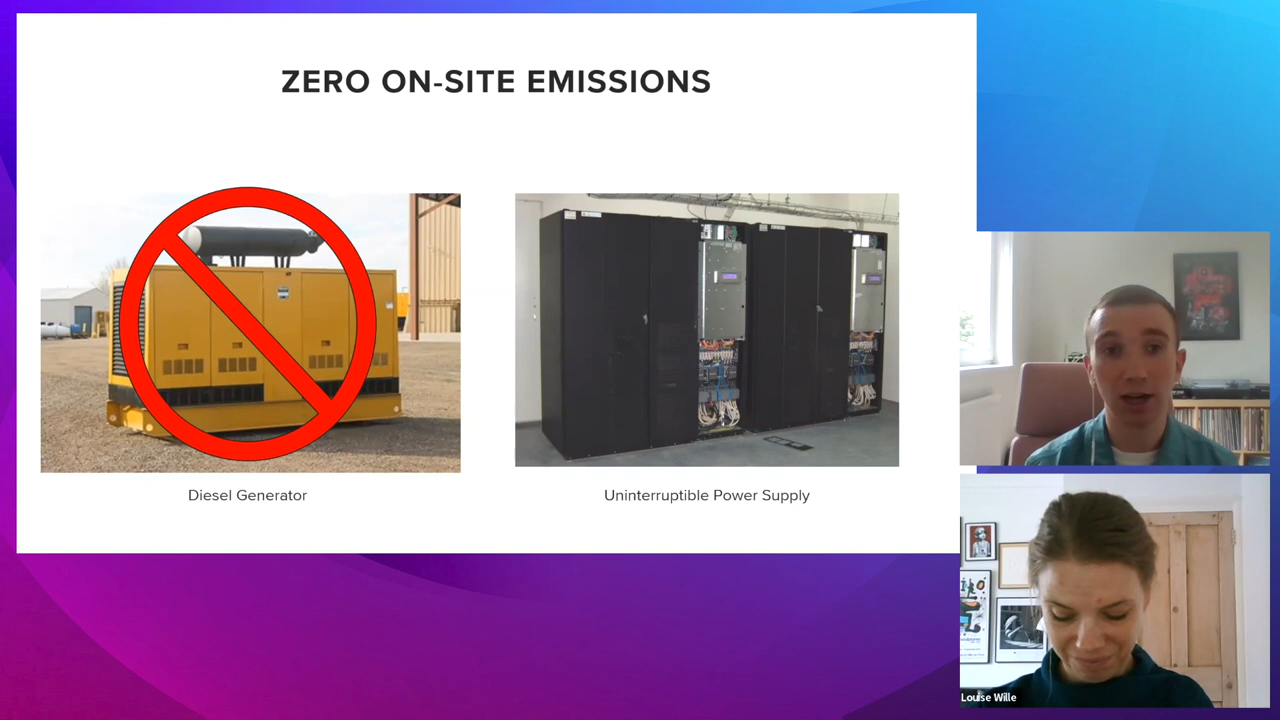 ZERO ON-SITE EMISSIONS
Diesel Generator
Uninterruptible Power Supply
Louise Wille